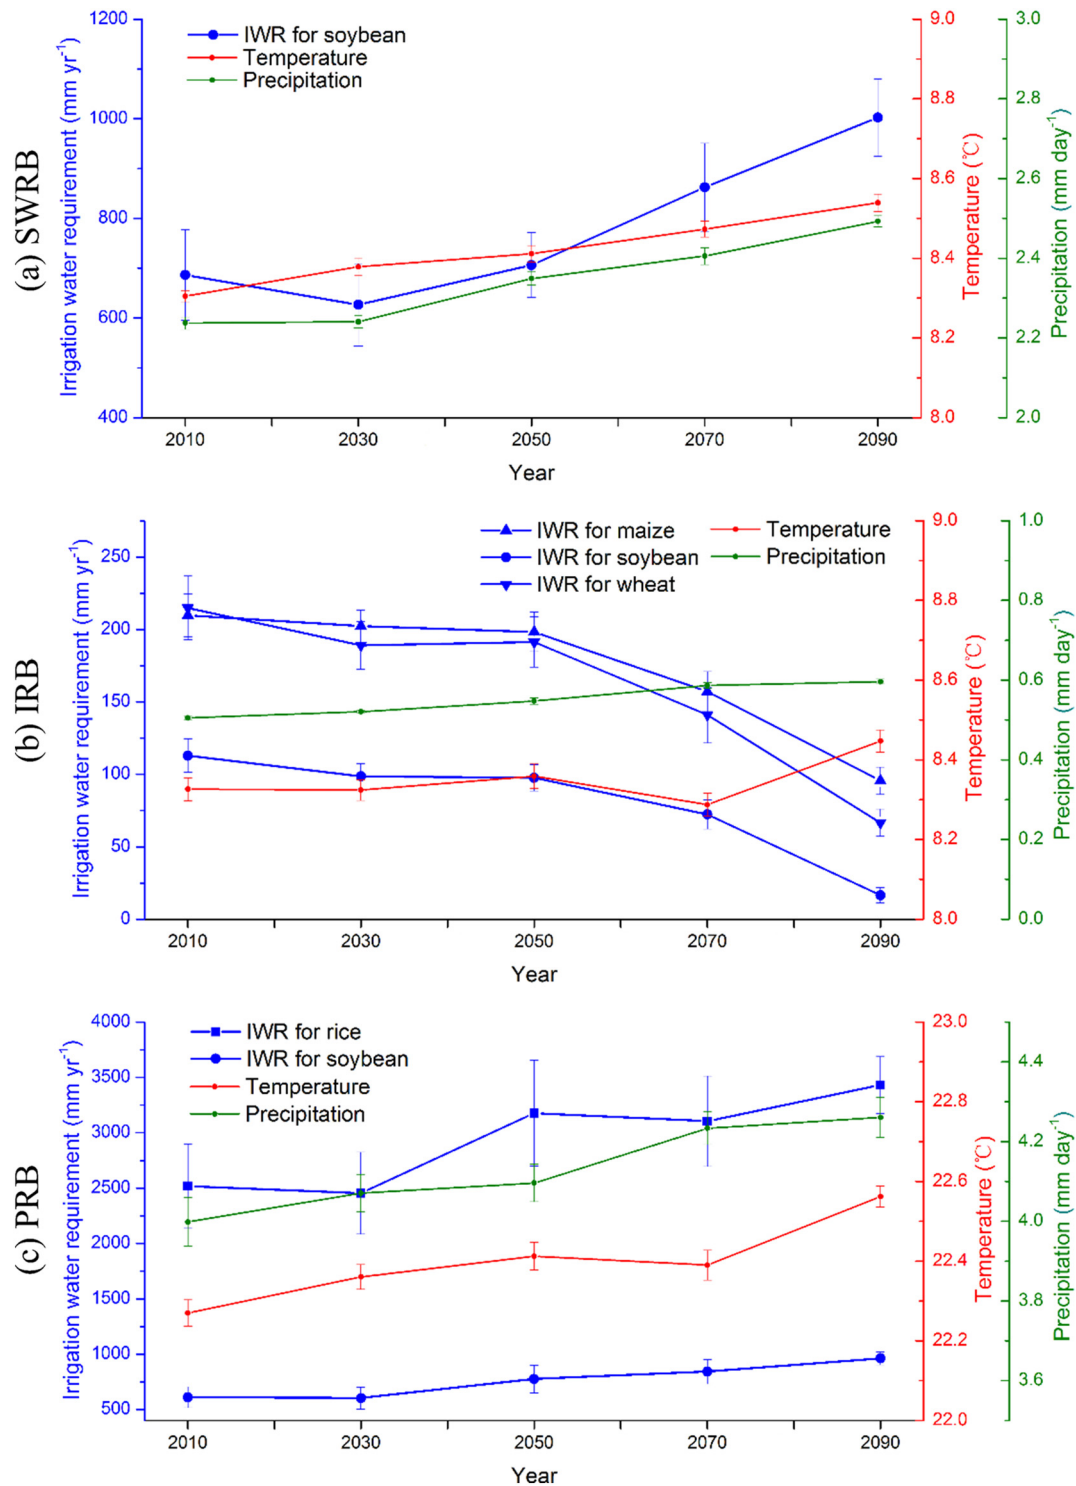 (a) SWRB
Irrigation water requirement (mm yr⁻¹)
1200
1000
800
600
400
IWR for soybean
Temperature
Precipitation
9.0
8.8
8.6
8.4
8.2
8.0
Temperature (℃)
3.0
2.8
2.6
2.4
2.2
2.0
Precipitation (mm day⁻¹)
2010 2030 2050 2070 2090
Year
(b) IRB
Irrigation water requirement (mm yr⁻¹)
250
200
150
100
50
0
IWR for maize Temperature
IWR for soybean Precipitation
IWR for wheat
9.0
8.8
8.6
8.4
8.2
8.0
Temperature (℃)
1.0
0.8
0.6
0.4
0.2
0.0
Precipitation (mm day⁻¹)
2010 2030 2050 2070 2090
Year
(c) PRB
Irrigation water requirement (mm yr⁻¹)
4000
3500
3000
2500
2000
1500
1000
500
IWR for rice
IWR for soybean
Temperature
Precipitation
23.0
22.8
22.6
22.4
22.2
22.0
Temperature (℃)
4.4
4.2
4.0
3.8
3.6
Precipitation (mm day⁻¹)
2010 2030 2050 2070 2090
Year